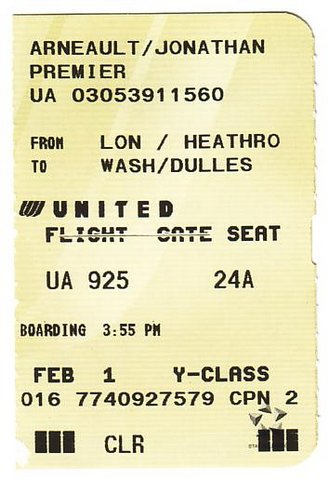 ARNEAULT/JONATHAN
PREMIER
UA 03053911560
FROM LON / HEATHRO
TO WASH/DULLES
UNITED
FLIGHT GATE SEAT
UA 925 24A
BOARDING 3:55 PM
FEB 1 Y-CLASS
016 7740927579 CPN 2
CLR